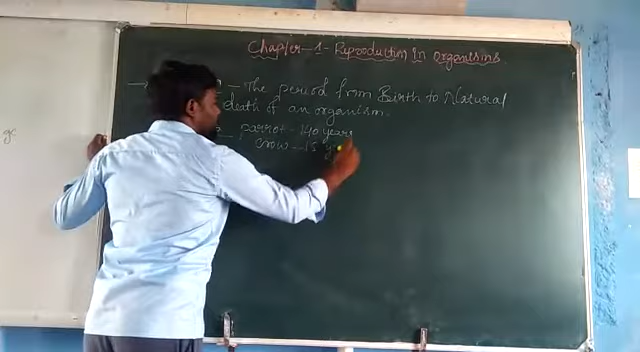 Chapter-1- Reproduction In Organisms.
The period from Birth to Natural
death of an organism.
parrot - 140 years
crow - 15 y